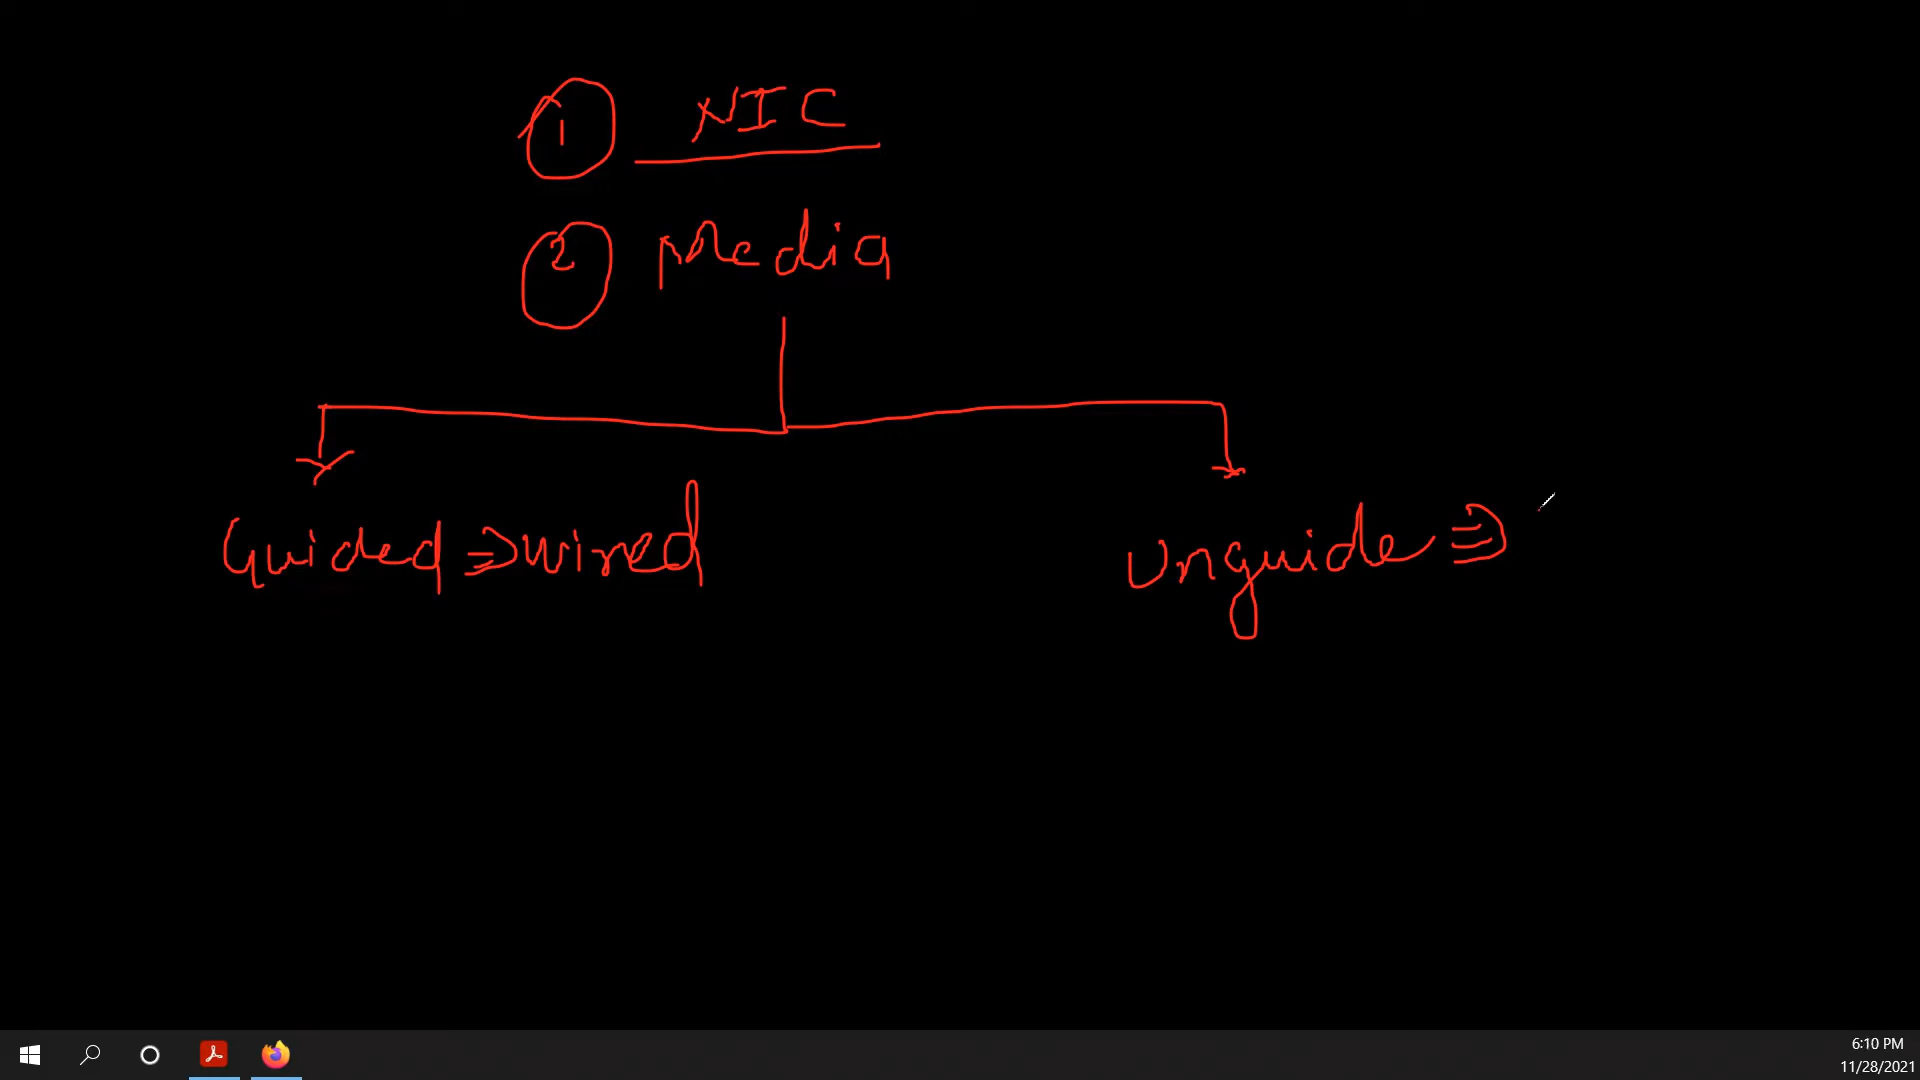 1 NIC
2 Media
Guided => wired
unguide =>
6:10 PM
11/28/2021